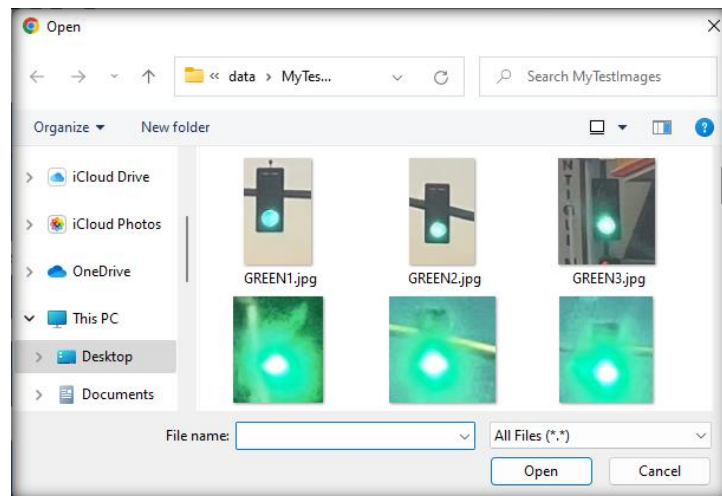 Open
« data › MyTes...
Search MyTestImages
Organize
New folder
iCloud Drive
iCloud Photos
OneDrive
This PC
Desktop
Documents
GREEN1.jpg
GREEN2.jpg
GREEN3.jpg
File name:
All Files (*.*)
Open
Cancel